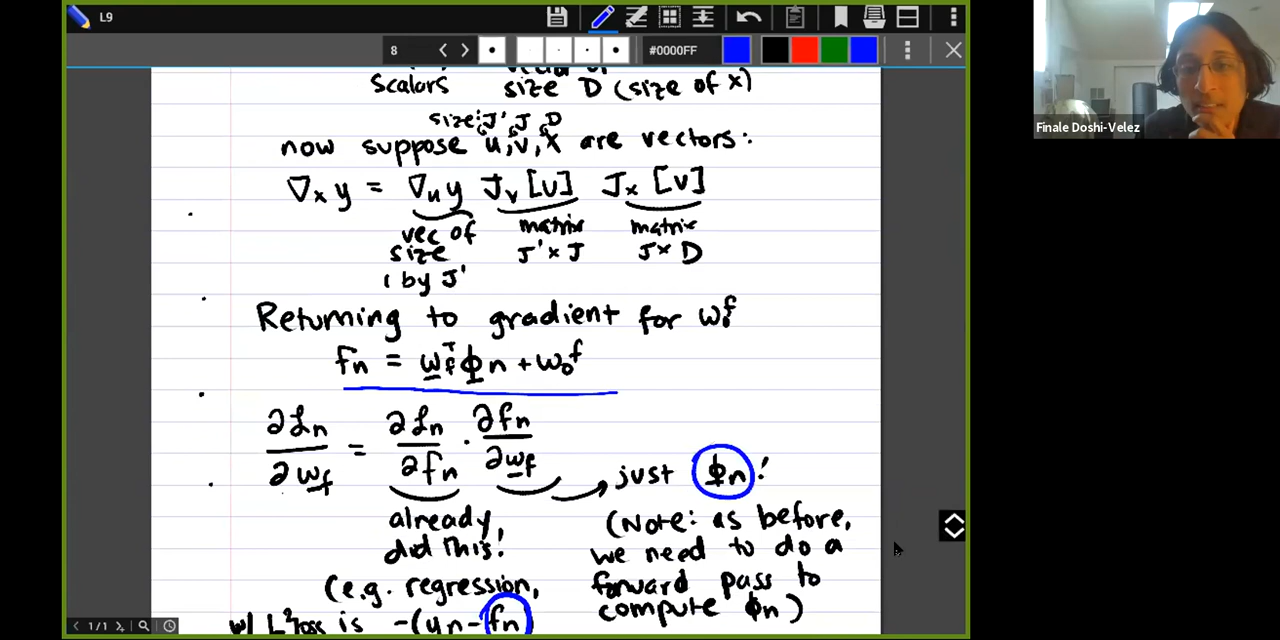 L9
8
#0000FF
Scalars
size D (size of x)
size: J' J D
now suppose u, v, x are vectors:
∇x y = ∇u y Jv [u] Jx [v]
vec of size 1 by J'
matrix J' x J
matrix J x D
Returning to gradient for w^f
fn = wf^T ϕn + w0^f
∂ℒn/∂wf = ∂ℒn/∂fn · ∂fn/∂wf
just ϕn!
already did this!
(Note: as before, we need to do a forward pass to compute ϕn)
(e.g. regression,
w/ L² loss is -(yn - fn)
1/1
Finale Doshi-Velez